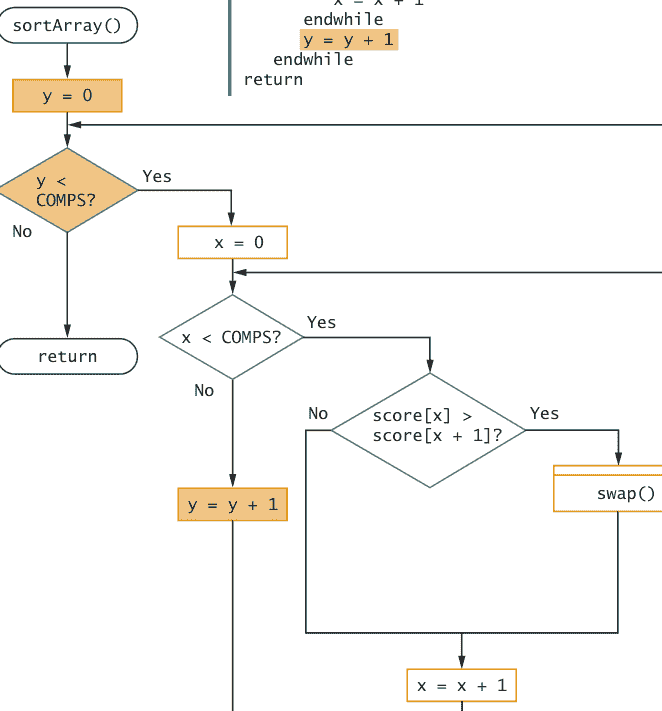 x = x + 1
endwhile
y = y + 1
endwhile
return
sortArray()
y = 0
y <
COMPS?
Yes
No
x = 0
return
x < COMPS?
Yes
No
score[x] >
score[x + 1]?
No
Yes
swap()
y = y + 1
x = x + 1